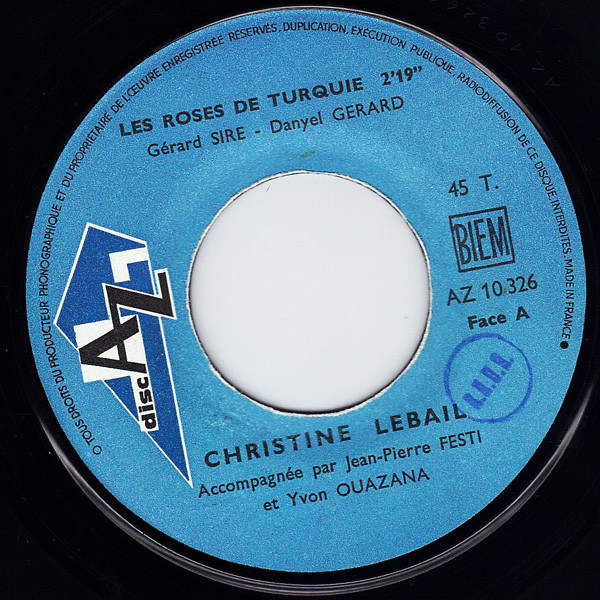 TOUS DROITS DU PRODUCTEUR PHONOGRAPHIQUE ET DU PROPRIETAIRE DE L'ŒUVRE ENREGISTRÉE RÉSERVÉS, DUPLICATION, EXÉCUTION PUBLIQUE, RADIODIFFUSION DE CE DISQUE INTERDITES. MADE IN FRANCE
LES ROSES DE TURQUIE 2'19"
Gérard SIRE - Danyel GERARD
45 T.
BIEM
AZ 10 326
Face A
disc AZ
CHRISTINE LEBAIL
Accompagnée par Jean-Pierre FESTI
et Yvon OUAZANA